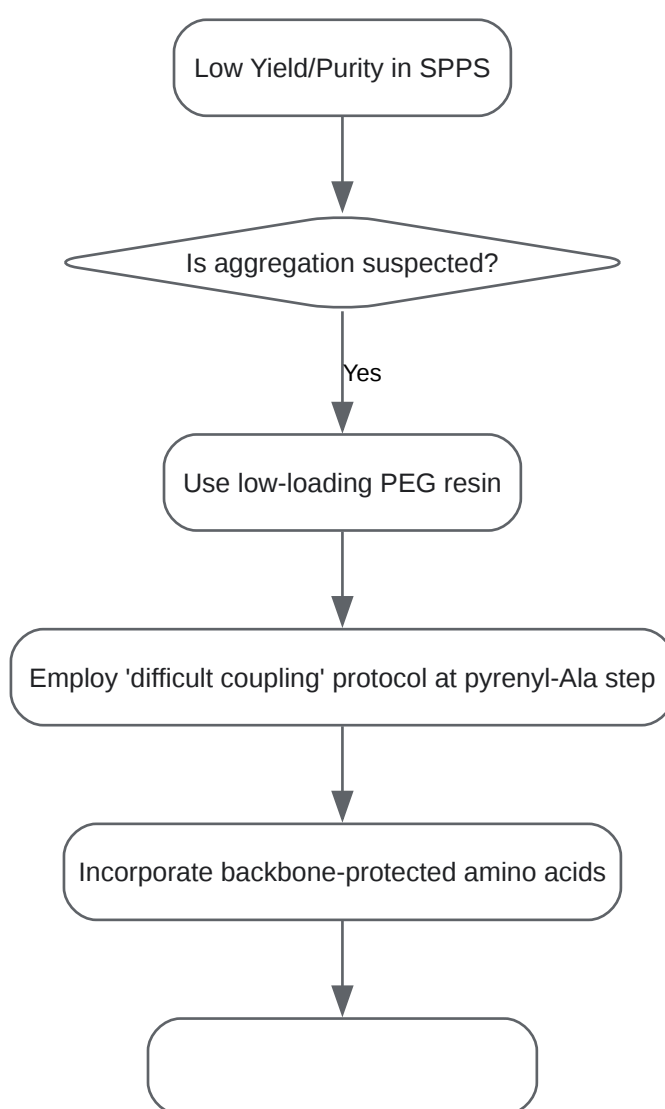 Low Yield/Purity in SPPS
Is aggregation suspected?
Yes
Use low-loading PEG resin
Employ 'difficult coupling' protocol at pyrenyl-Ala step
Incorporate backbone-protected amino acids